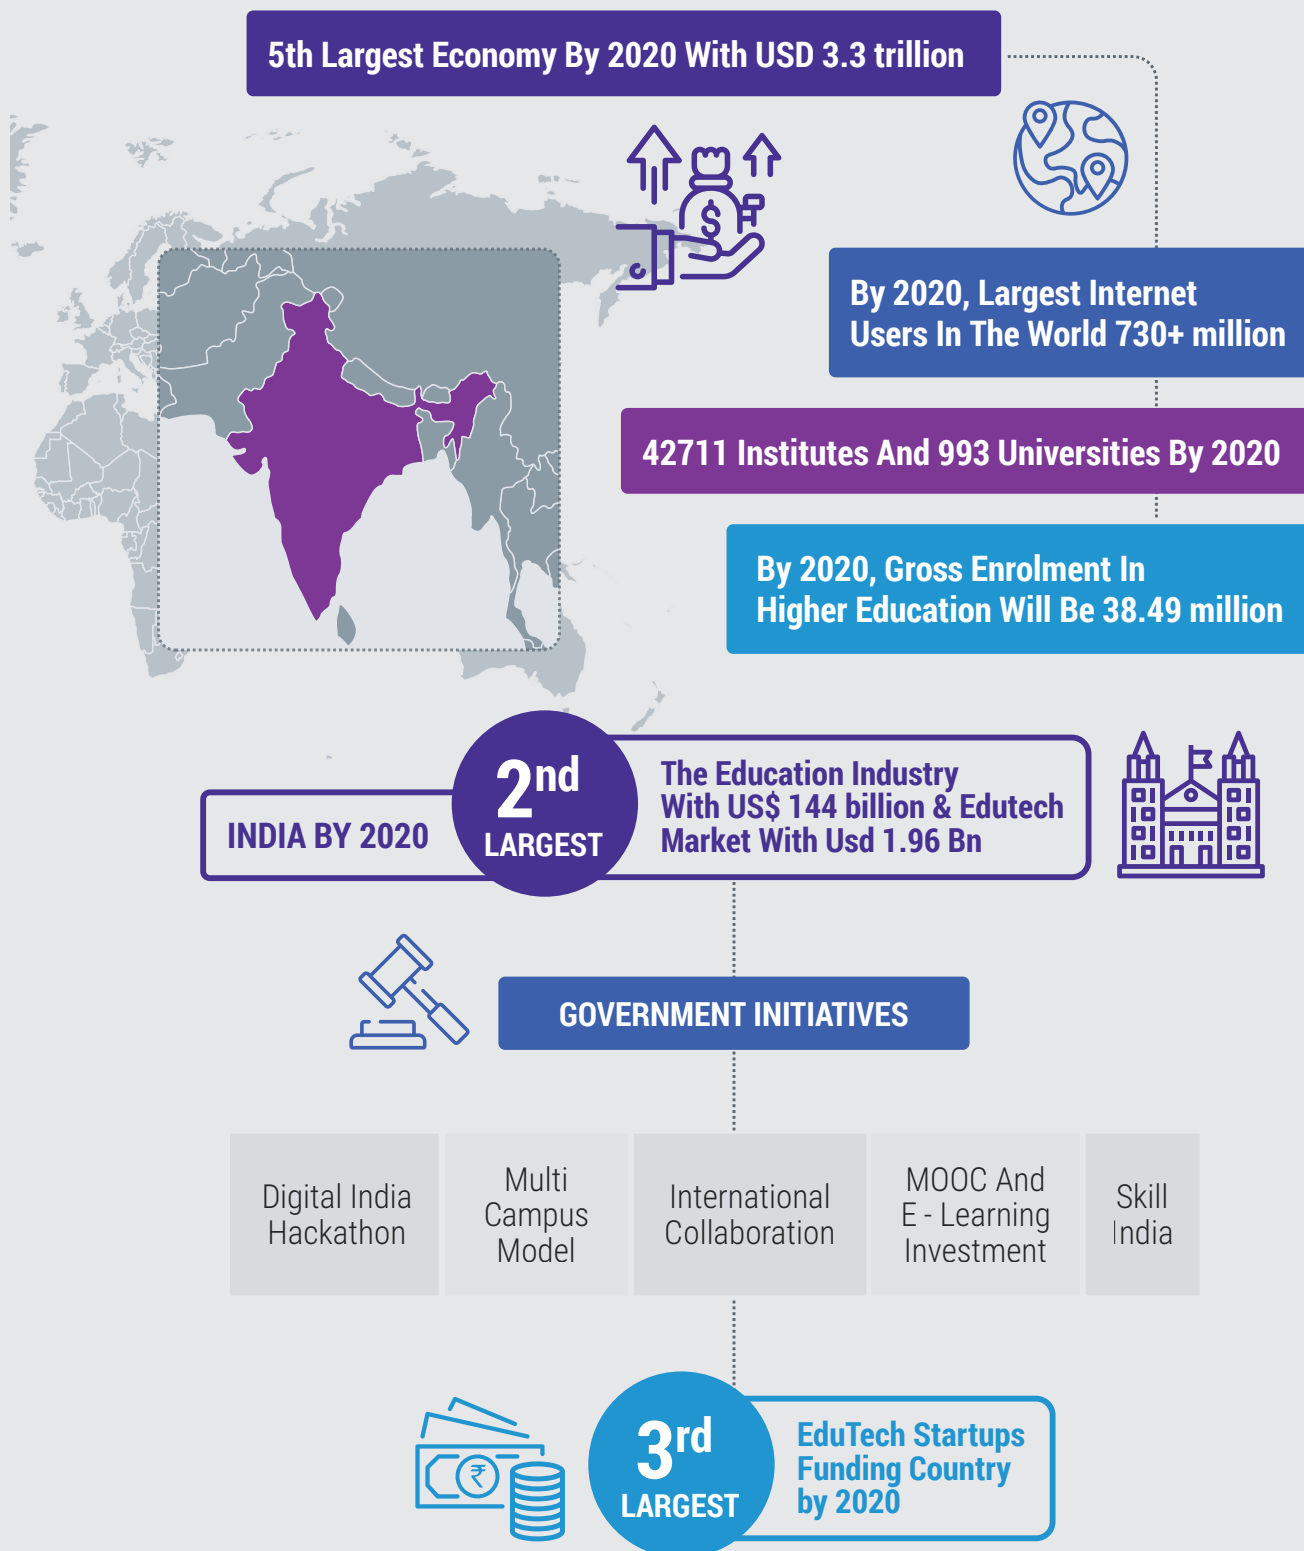 5th Largest Economy By 2020 With USD 3.3 trillion
By 2020, Largest Internet
Users In The World 730+ million
42711 Institutes And 993 Universities By 2020
By 2020, Gross Enrolment In
Higher Education Will Be 38.49 million
INDIA BY 2020
2nd
LARGEST
The Education Industry
With US$ 144 billion & Edutech
Market With Usd 1.96 Bn
GOVERNMENT INITIATIVES
Digital India
Hackathon
Multi
Campus
Model
International
Collaboration
MOOC And
E - Learning
Investment
Skill
India
3rd
LARGEST
EduTech Startups
Funding Country
by 2020